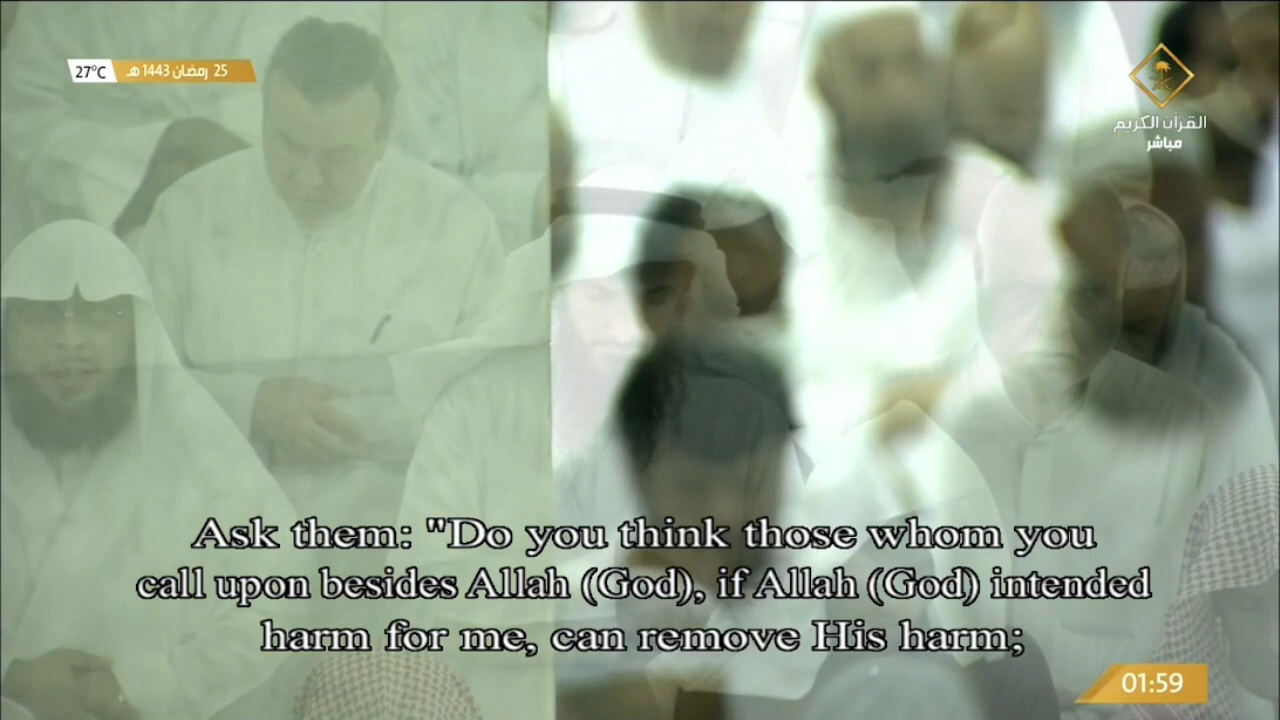 27°C
25 رمضان 1443 هـ
القرآن الكريم
مباشر
Ask them: "Do you think those whom you
call upon besides Allah (God), if Allah (God) intended
harm for me, can remove His harm;
01:59